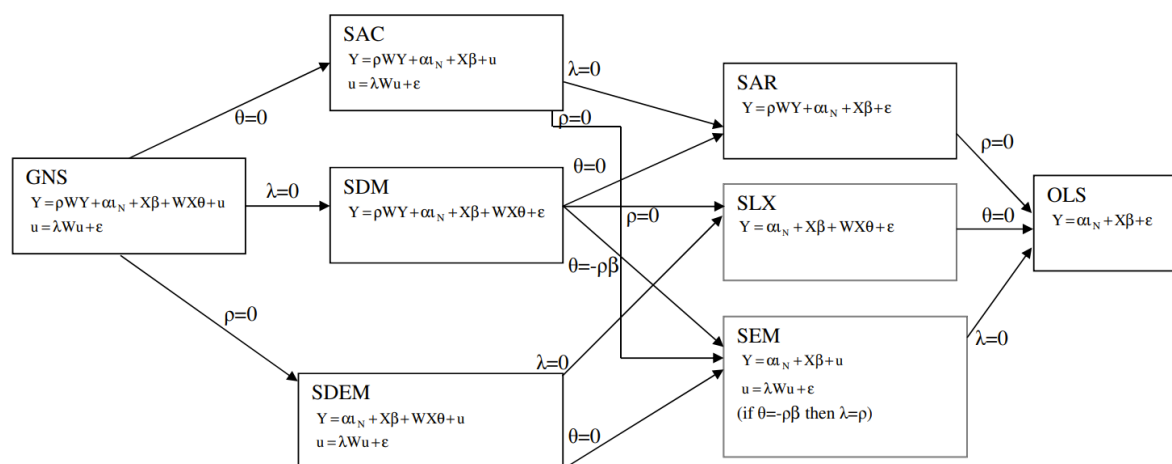 SAC
Y=ρWY+αι_N+Xβ+u
u=λWu+ε
λ=0
SAR
Y=ρWY+αι_N+Xβ+ε
θ=0
ρ=0
ρ=0
GNS
Y=ρWY+αι_N+Xβ+WXθ+u
u=λWu+ε
λ=0
SDM
Y=ρWY+αι_N+Xβ+WXθ+ε
θ=0
ρ=0
θ=-ρβ
SLX
Y=αι_N+Xβ+WXθ+ε
θ=0
OLS
Y=αι_N+Xβ+ε
ρ=0
SDEM
Y=αι_N+Xβ+WXθ+u
u=λWu+ε
λ=0
θ=0
SEM
Y=αι_N+Xβ+u
u=λWu+ε
(if θ=-ρβ then λ=ρ)
λ=0